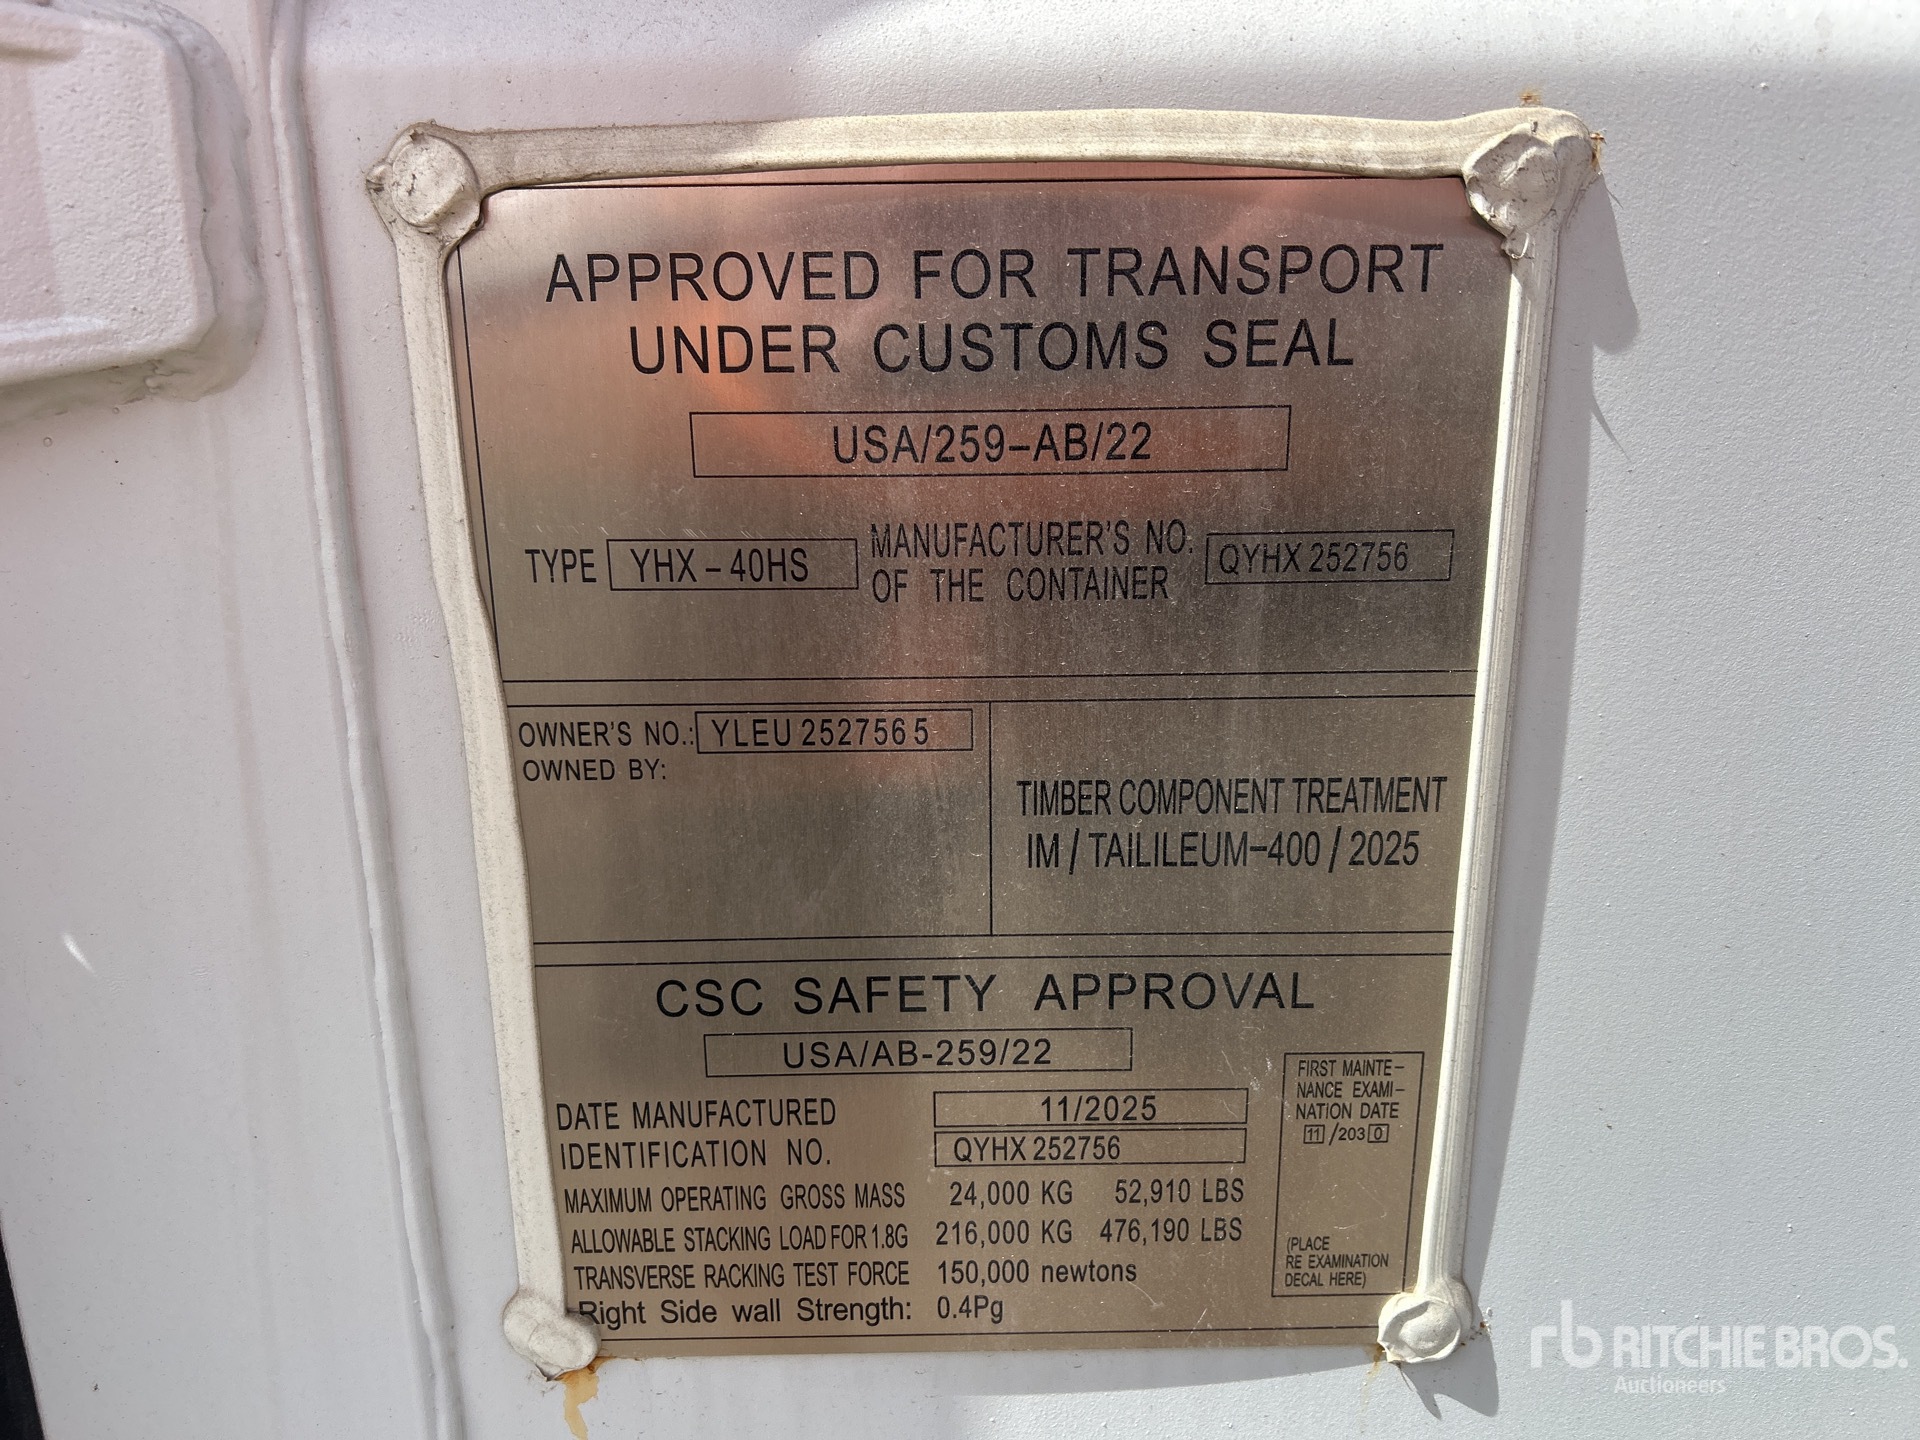 APPROVED FOR TRANSPORT
UNDER CUSTOMS SEAL
USA/259-AB/22
TYPE YHX-40HS MANUFACTURER'S NO. OF THE CONTAINER QYHX 252756
OWNER'S NO.: YLEU 2527565
OWNED BY:
TIMBER COMPONENT TREATMENT
IM / TAILILEUM-400 / 2025
CSC SAFETY APPROVAL
USA/AB-259/22
DATE MANUFACTURED 11/2025
IDENTIFICATION NO. QYHX 252756
MAXIMUM OPERATING GROSS MASS 24,000 KG 52,910 LBS
ALLOWABLE STACKING LOAD FOR 1.8G 216,000 KG 476,190 LBS
TRANSVERSE RACKING TEST FORCE 150,000 newtons
Right Side wall Strength: 0.4Pg
FIRST MAINTE-
NANCE EXAMI-
NATION DATE
11 /2030
(PLACE
RE EXAMINATION
DECAL HERE)
rb RITCHIE BROS.
Auctioneers